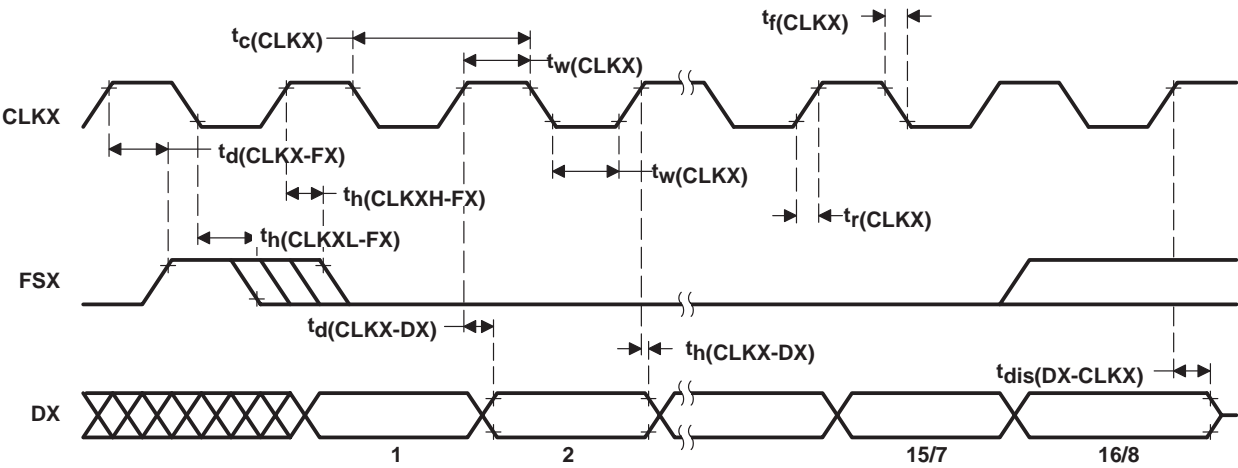 tf(CLKX)
tc(CLKX)
tw(CLKX)
CLKX
td(CLKX-FX)
tw(CLKX)
th(CLKXH-FX)
tr(CLKX)
th(CLKXL-FX)
FSX
td(CLKX-DX)
th(CLKX-DX)
tdis(DX-CLKX)
DX
1 2 15/7 16/8